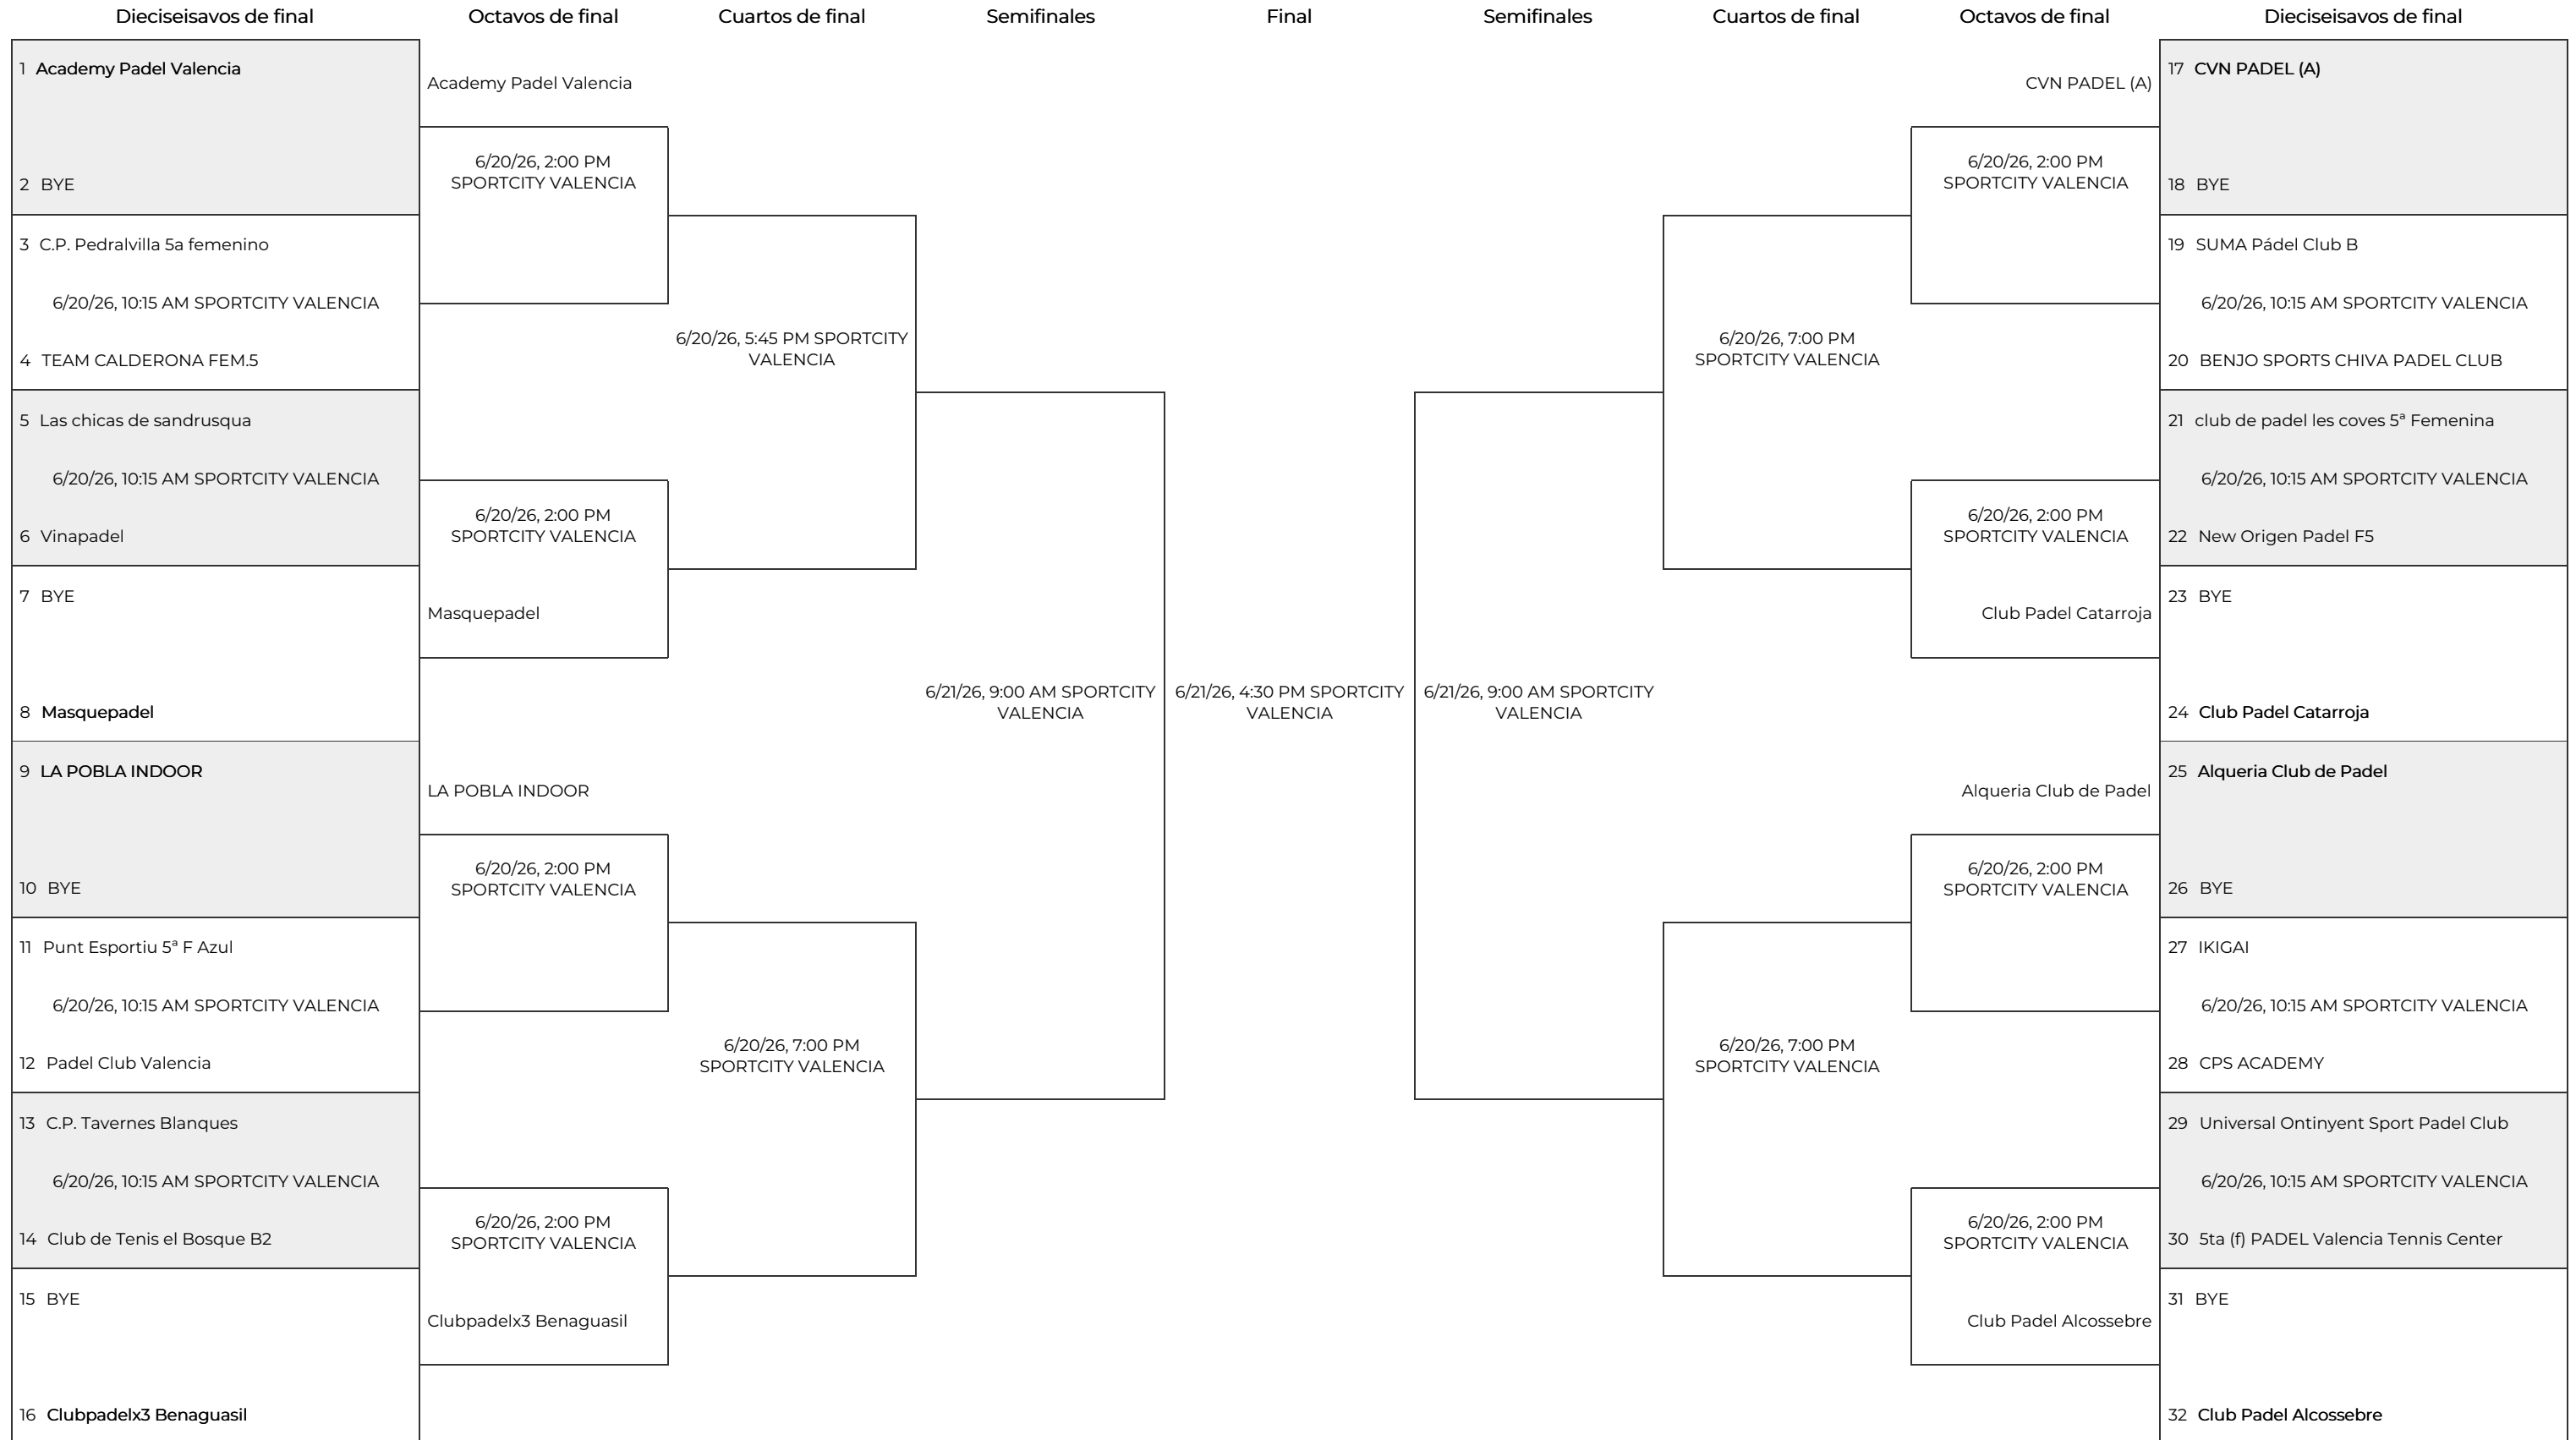 Dieciseisavos de final
Octavos de final
Cuartos de final
Semifinales
Final
Semifinales
Cuartos de final
Octavos de final
Dieciseisavos de final
1 Academy Padel Valencia
2 BYE
3 C.P. Pedralvilla 5a femenino
6/20/26, 10:15 AM SPORTCITY VALENCIA
4 TEAM CALDERONA FEM.5
5 Las chicas de sandrusqua
6/20/26, 10:15 AM SPORTCITY VALENCIA
6 Vinapadel
7 BYE
8 Masquepadel
9 LA POBLA INDOOR
10 BYE
11 Punt Esportiu 5ª F Azul
6/20/26, 10:15 AM SPORTCITY VALENCIA
12 Padel Club Valencia
13 C.P. Tavernes Blanques
6/20/26, 10:15 AM SPORTCITY VALENCIA
14 Club de Tenis el Bosque B2
15 BYE
16 Clubpadelx3 Benaguasil
Academy Padel Valencia
6/20/26, 2:00 PM
SPORTCITY VALENCIA
6/20/26, 2:00 PM
SPORTCITY VALENCIA
Masquepadel
LA POBLA INDOOR
6/20/26, 2:00 PM
SPORTCITY VALENCIA
6/20/26, 2:00 PM
SPORTCITY VALENCIA
Clubpadelx3 Benaguasil
6/20/26, 5:45 PM SPORTCITY
VALENCIA
6/20/26, 7:00 PM
SPORTCITY VALENCIA
6/21/26, 9:00 AM SPORTCITY
VALENCIA
6/21/26, 4:30 PM SPORTCITY
VALENCIA
6/21/26, 9:00 AM SPORTCITY
VALENCIA
6/20/26, 7:00 PM
SPORTCITY VALENCIA
6/20/26, 7:00 PM
SPORTCITY VALENCIA
CVN PADEL (A)
6/20/26, 2:00 PM
SPORTCITY VALENCIA
6/20/26, 2:00 PM
SPORTCITY VALENCIA
Club Padel Catarroja
Alqueria Club de Padel
6/20/26, 2:00 PM
SPORTCITY VALENCIA
6/20/26, 2:00 PM
SPORTCITY VALENCIA
Club Padel Alcossebre
17 CVN PADEL (A)
18 BYE
19 SUMA Pádel Club B
6/20/26, 10:15 AM SPORTCITY VALENCIA
20 BENJO SPORTS CHIVA PADEL CLUB
21 club de padel les coves 5ª Femenina
6/20/26, 10:15 AM SPORTCITY VALENCIA
22 New Origen Padel F5
23 BYE
24 Club Padel Catarroja
25 Alqueria Club de Padel
26 BYE
27 IKIGAI
6/20/26, 10:15 AM SPORTCITY VALENCIA
28 CPS ACADEMY
29 Universal Ontinyent Sport Padel Club
6/20/26, 10:15 AM SPORTCITY VALENCIA
30 5ta (f) PADEL Valencia Tennis Center
31 BYE
32 Club Padel Alcossebre